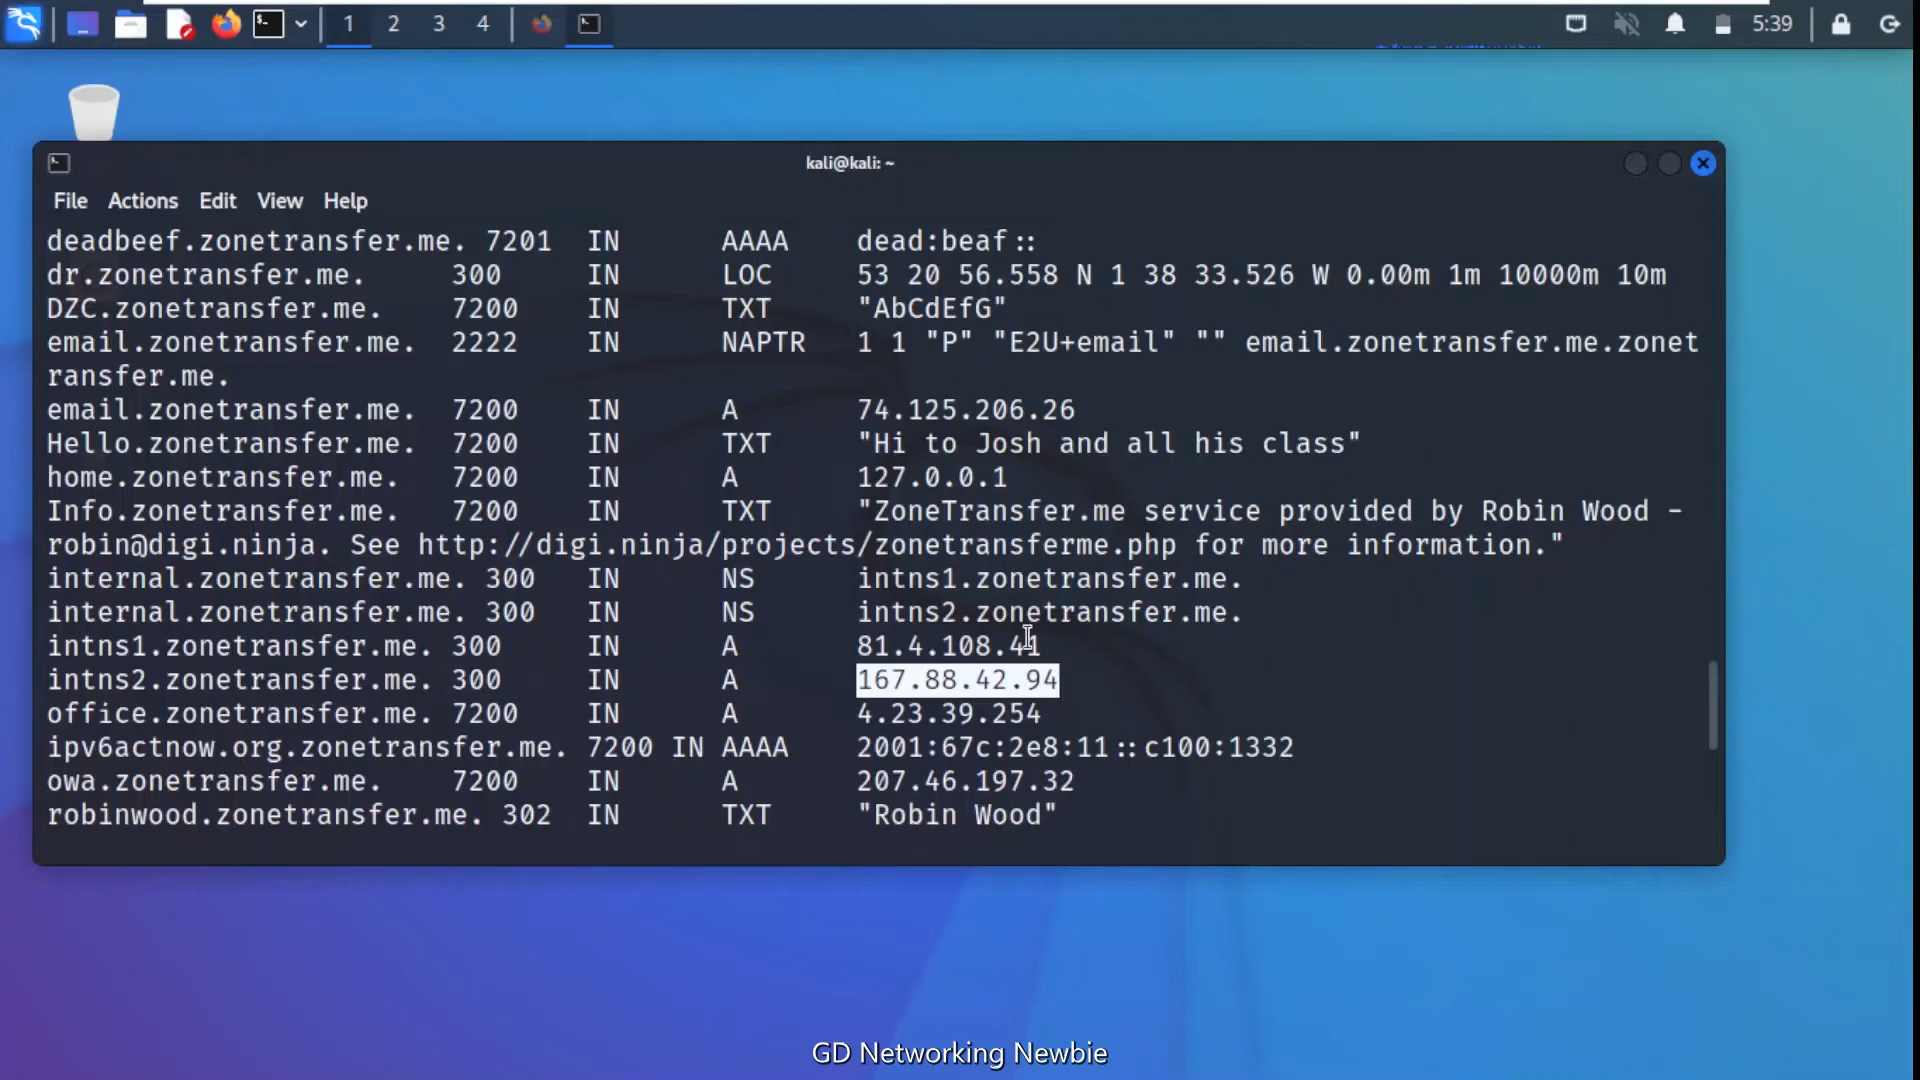 1 2 3 4 5:39
kali@kali: ~
File Actions Edit View Help
deadbeef.zonetransfer.me. 7201 IN AAAA dead:beaf::
dr.zonetransfer.me. 300 IN LOC 53 20 56.558 N 1 38 33.526 W 0.00m 1m 10000m 10m
DZC.zonetransfer.me. 7200 IN TXT "AbCdEfG"
email.zonetransfer.me. 2222 IN NAPTR 1 1 "P" "E2U+email" "" email.zonetransfer.me.zonet
ransfer.me.
email.zonetransfer.me. 7200 IN A 74.125.206.26
Hello.zonetransfer.me. 7200 IN TXT "Hi to Josh and all his class"
home.zonetransfer.me. 7200 IN A 127.0.0.1
Info.zonetransfer.me. 7200 IN TXT "ZoneTransfer.me service provided by Robin Wood -
robin@digi.ninja. See http://digi.ninja/projects/zonetransferme.php for more information."
internal.zonetransfer.me. 300 IN NS intns1.zonetransfer.me.
internal.zonetransfer.me. 300 IN NS intns2.zonetransfer.me.
intns1.zonetransfer.me. 300 IN A 81.4.108.41
intns2.zonetransfer.me. 300 IN A 167.88.42.94
office.zonetransfer.me. 7200 IN A 4.23.39.254
ipv6actnow.org.zonetransfer.me. 7200 IN AAAA 2001:67c:2e8:11::c100:1332
owa.zonetransfer.me. 7200 IN A 207.46.197.32
robinwood.zonetransfer.me. 302 IN TXT "Robin Wood"
GD Networking Newbie